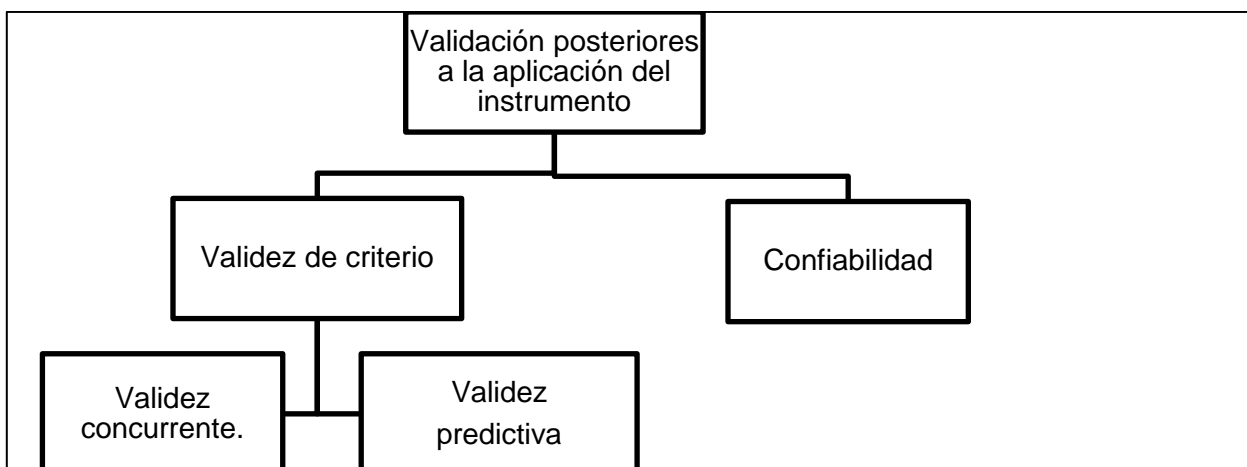 Validación posteriores
a la aplicación del
instrumento
Validez de criterio
Confiabilidad
Validez
concurrente.
Validez
predictiva